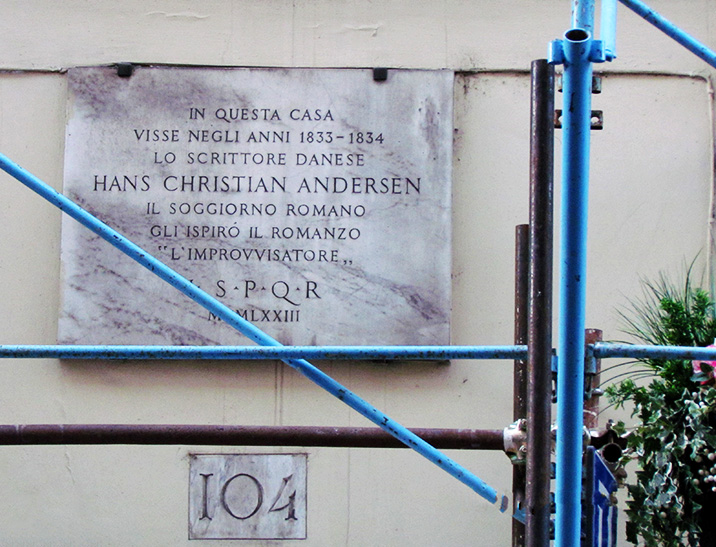 IN QUESTA CASA
VISSE NEGLI ANNI 1833-1834
LO SCRITTORE DANESE
HANS CHRISTIAN ANDERSEN
IL SOGGIORNO ROMANO
GLI ISPIRÓ IL ROMANZO
"L'IMPROVVISATORE„
S·P·Q·R
104